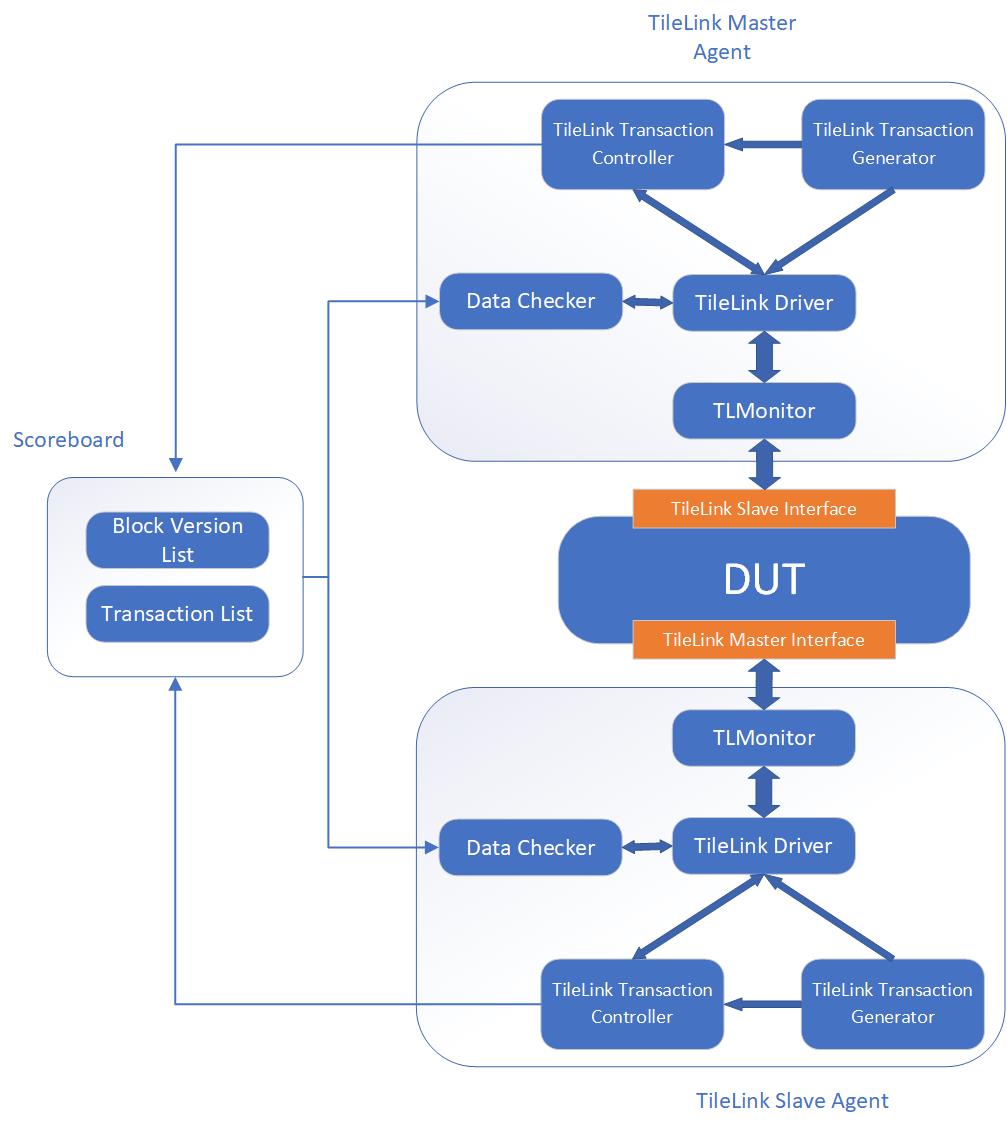 TileLink Master
Agent
TileLink Transaction
Controller
TileLink Transaction
Generator
Data Checker
TileLink Driver
TLMonitor
Scoreboard
Block Version
List
Transaction List
TileLink Slave Interface
DUT
TileLink Master Interface
TLMonitor
Data Checker
TileLink Driver
TileLink Transaction
Controller
TileLink Transaction
Generator
TileLink Slave Agent